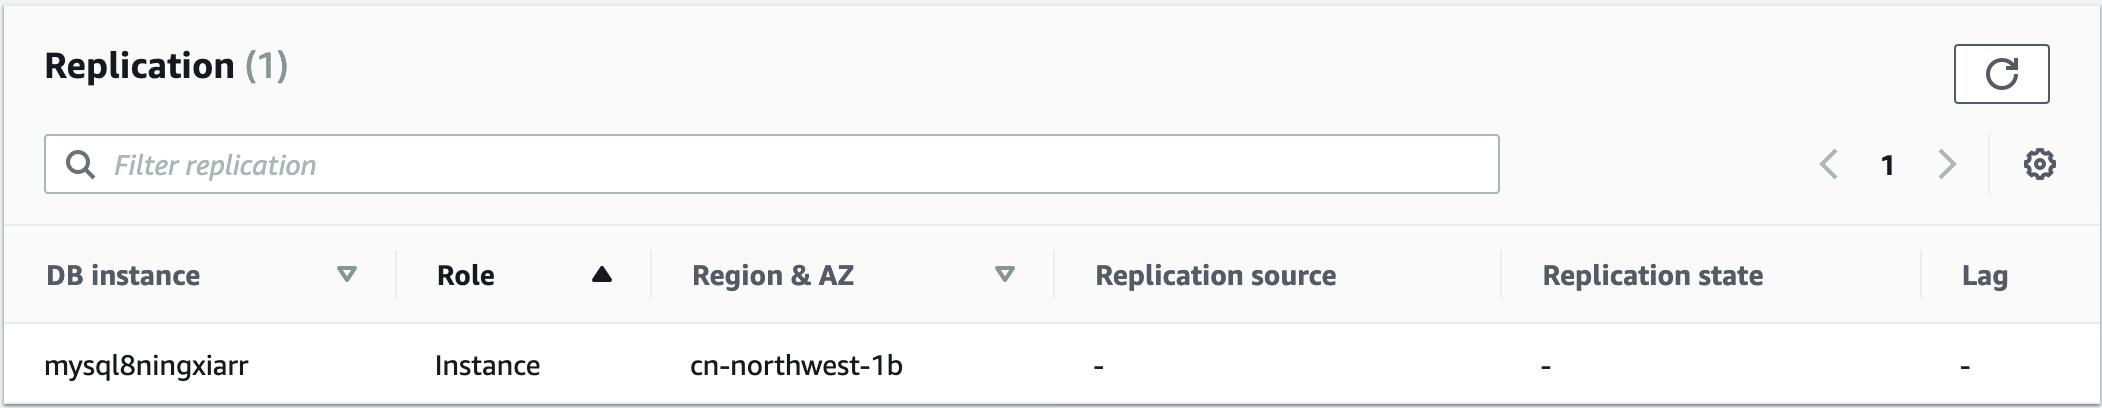 Replication (1)
Filter replication
1
DB instance Role Region & AZ Replication source Replication state Lag
mysql8ningxiarr Instance cn-northwest-1b - - -